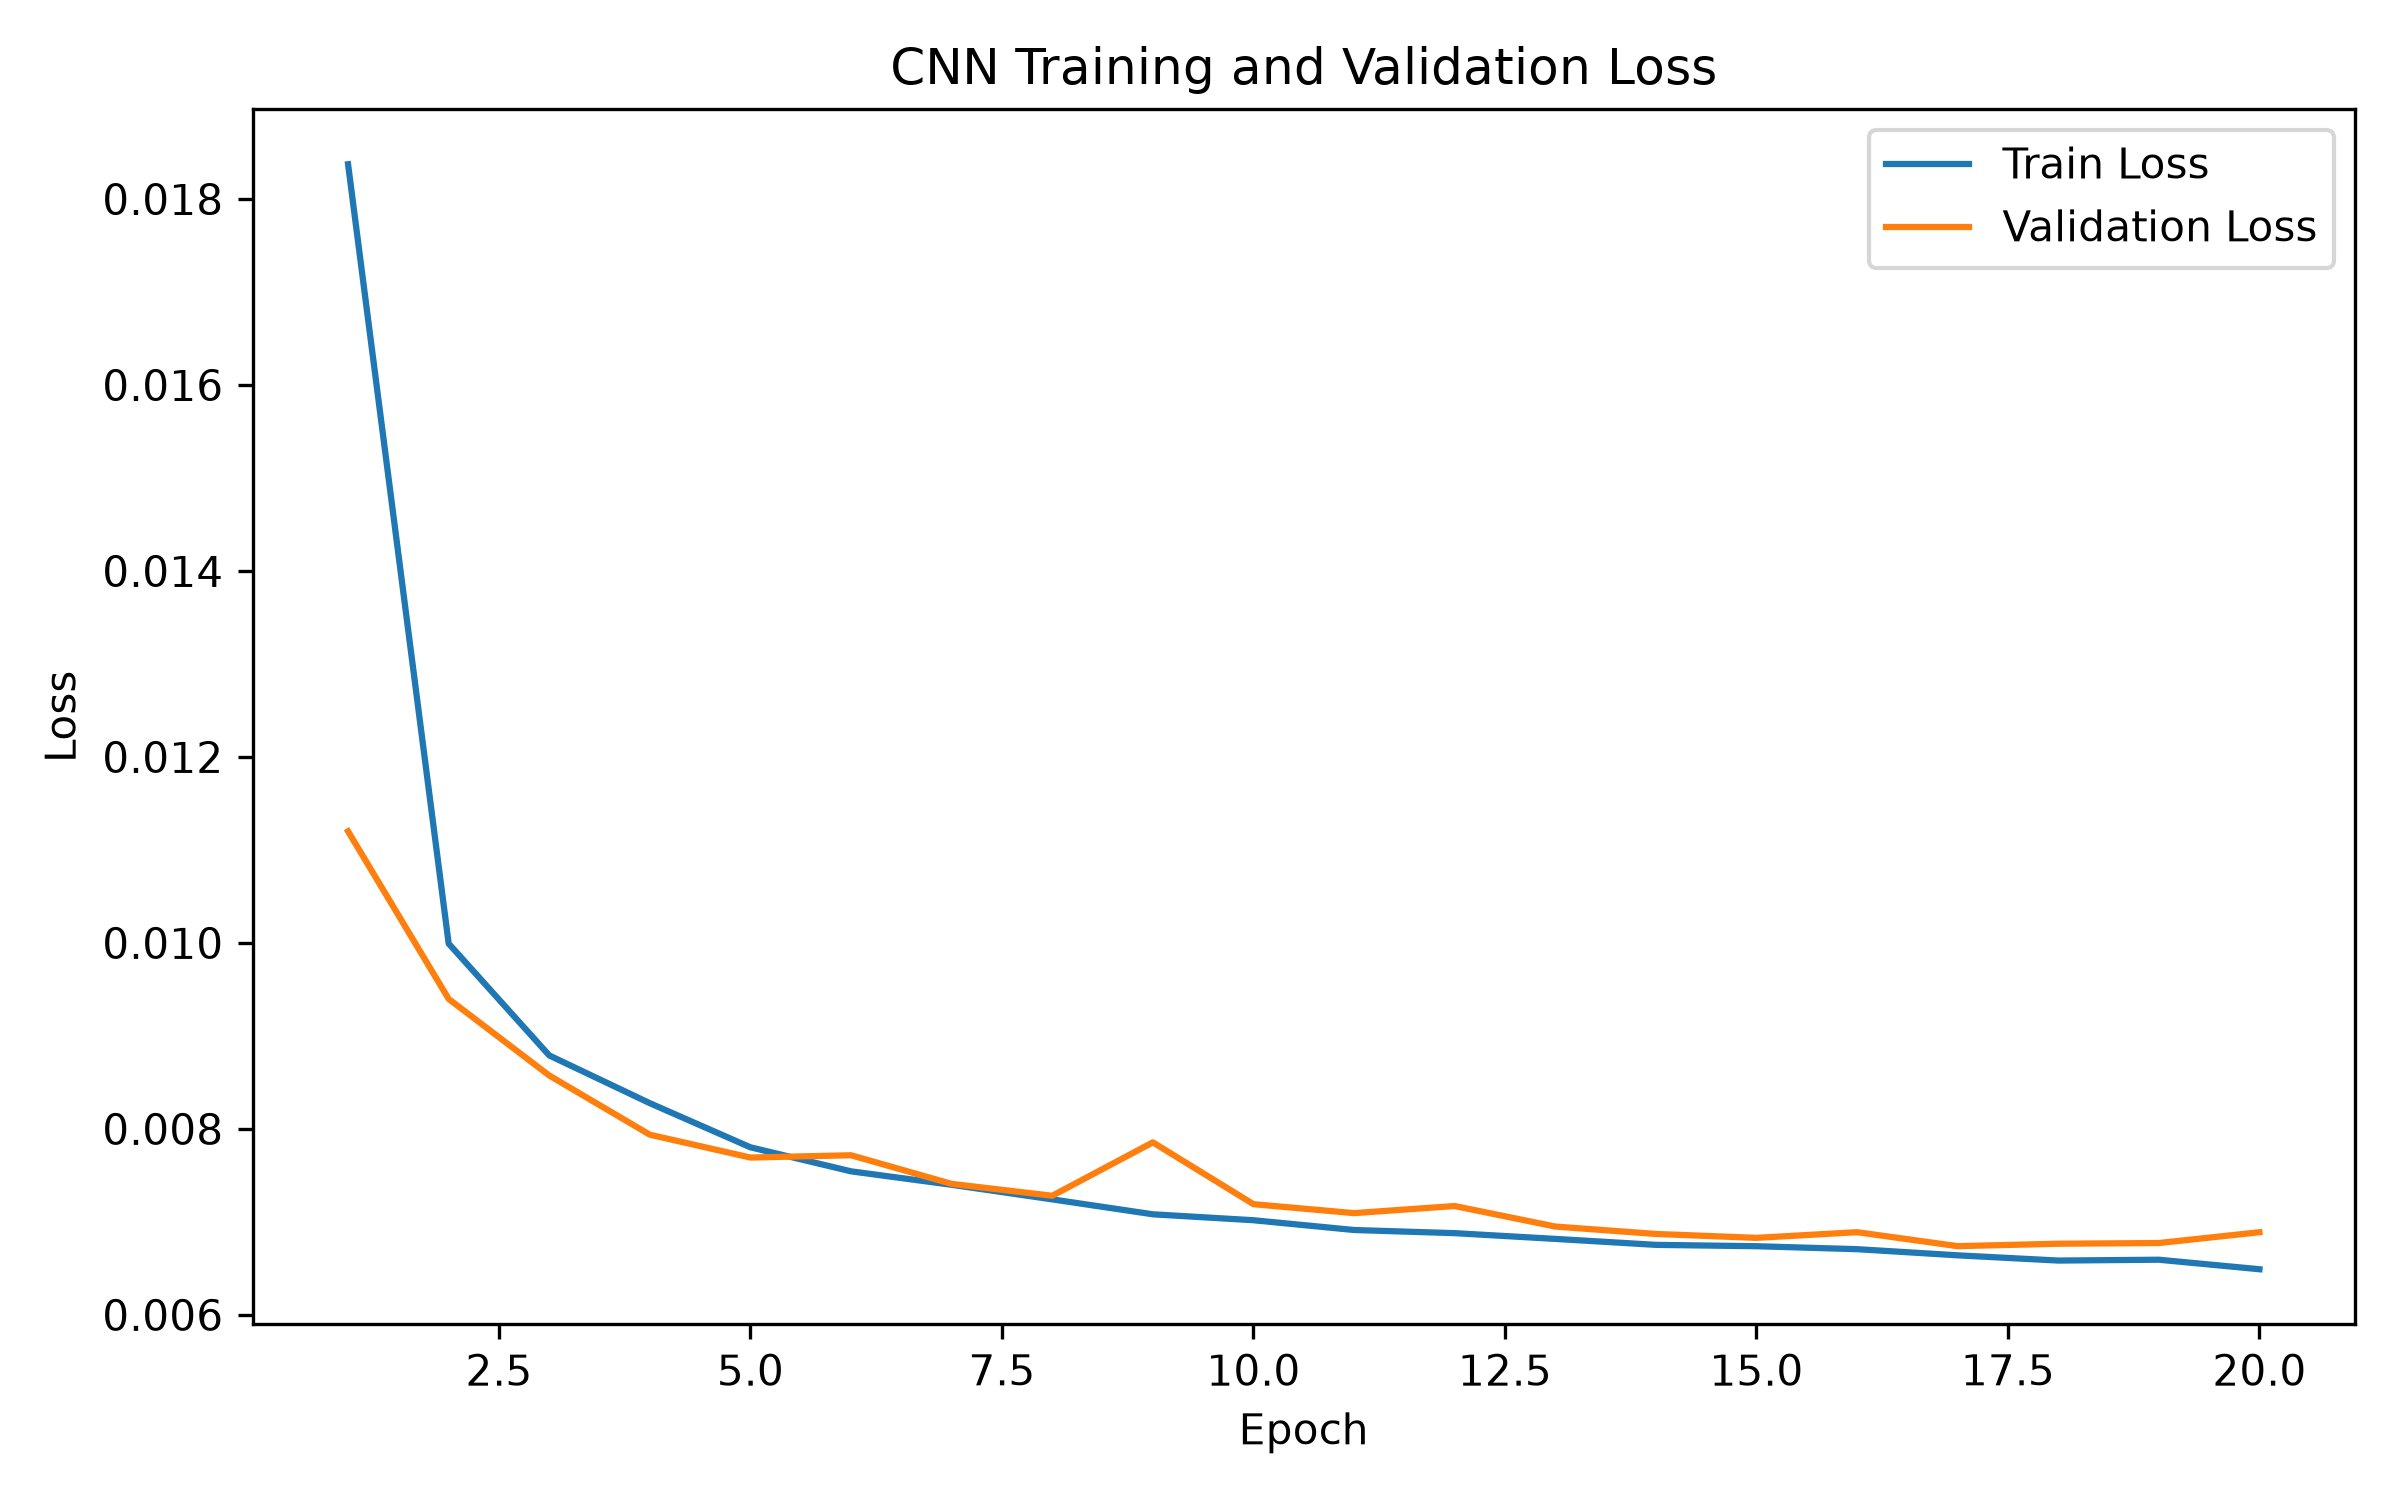 CNN Training and Validation Loss
Train Loss
Validation Loss
0.018
0.016
0.014
0.012
0.010
0.008
0.006
Loss
2.5 5.0 7.5 10.0 12.5 15.0 17.5 20.0
Epoch